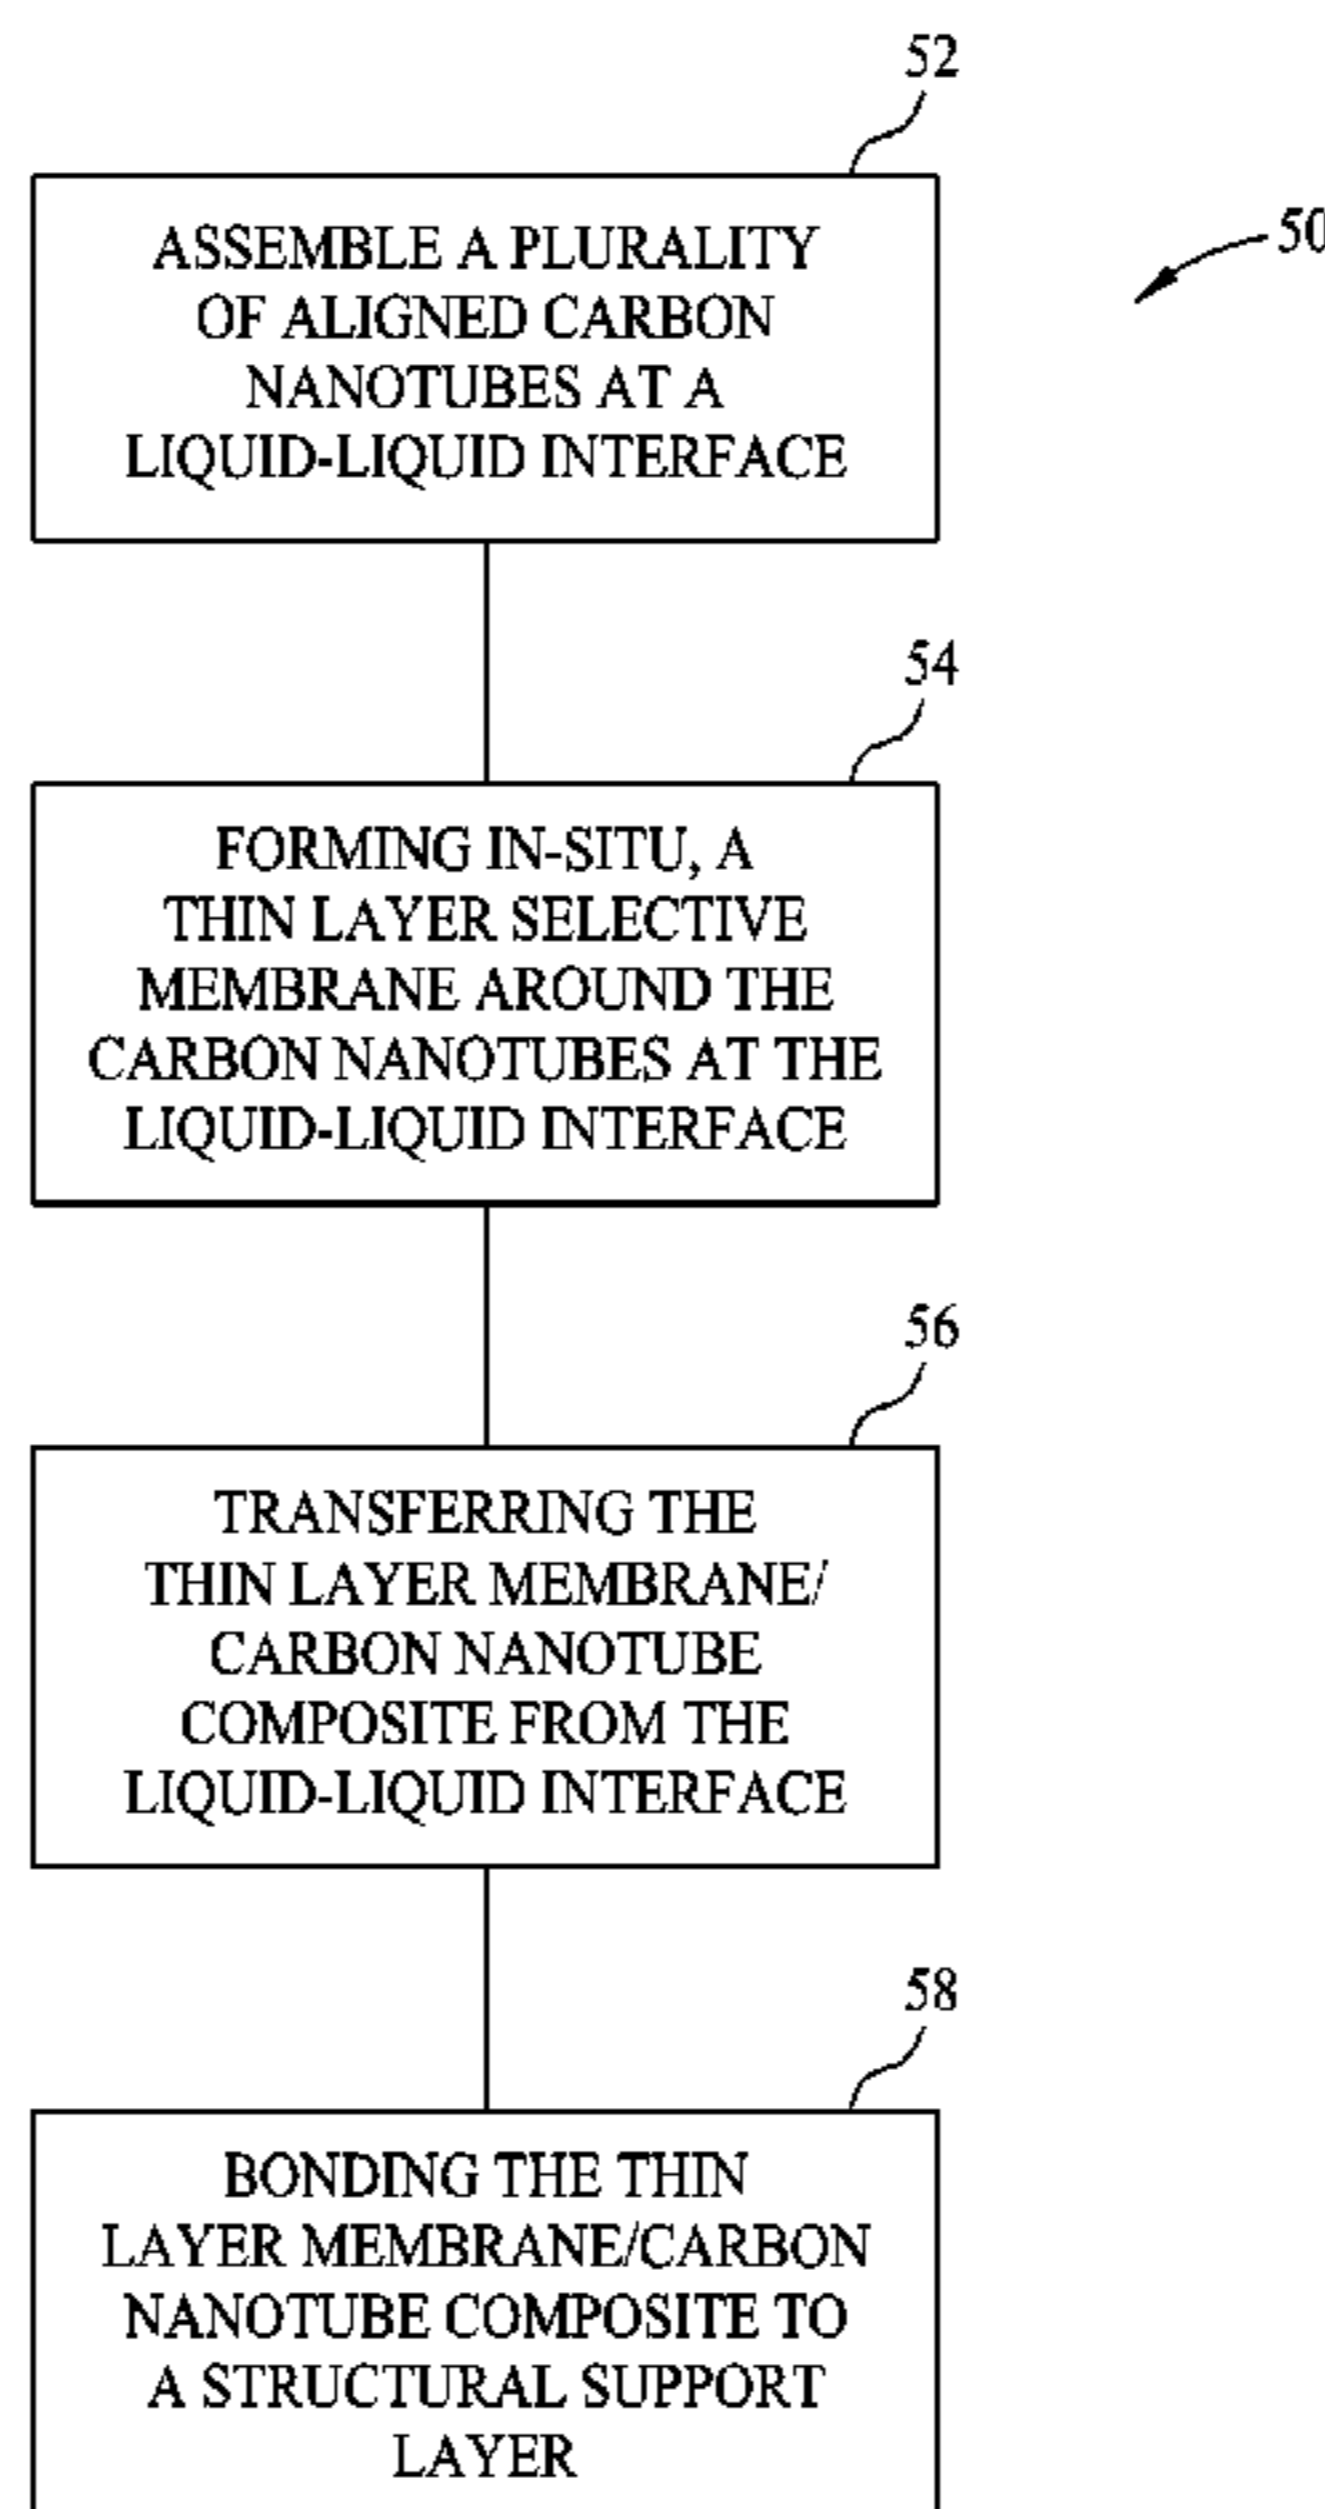 52
50
ASSEMBLE A PLURALITY
OF ALIGNED CARBON
NANOTUBES AT A
LIQUID-LIQUID INTERFACE
54
FORMING IN-SITU, A
THIN LAYER SELECTIVE
MEMBRANE AROUND THE
CARBON NANOTUBES AT THE
LIQUID-LIQUID INTERFACE
56
TRANSFERRING THE
THIN LAYER MEMBRANE/
CARBON NANOTUBE
COMPOSITE FROM THE
LIQUID-LIQUID INTERFACE
58
BONDING THE THIN
LAYER MEMBRANE/CARBON
NANOTUBE COMPOSITE TO
A STRUCTURAL SUPPORT
LAYER